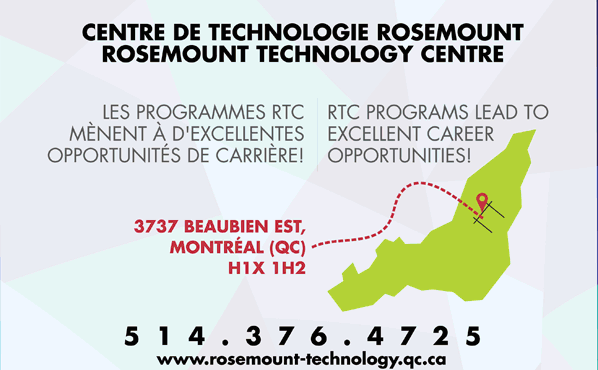 CENTRE DE TECHNOLOGIE ROSEMOUNT
ROSEMOUNT TECHNOLOGY CENTRE
LES PROGRAMMES RTC
MÈNENT À D'EXCELLENTES
OPPORTUNITÉS DE CARRIÈRE!
RTC PROGRAMS LEAD TO
EXCELLENT CAREER
OPPORTUNITIES!
3737 BEAUBIEN EST,
MONTRÉAL (QC)
H1X 1H2
514.376.4725
www.rosemount-technology.qc.ca